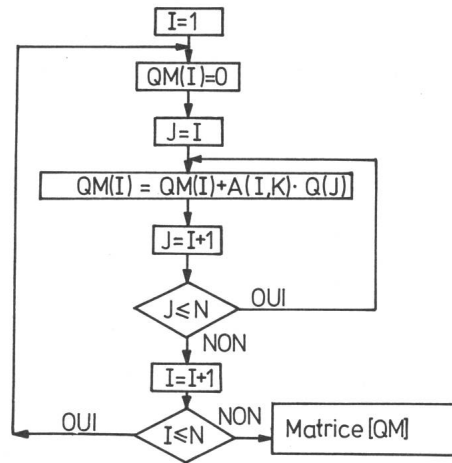 I=1
QM(I)=0
J=I
QM(I) = QM(I)+A(I,K)· Q(J)
J=I+1
J≤N
OUI
NON
I=I+1
OUI
I≤N
NON
Matrice[QM]